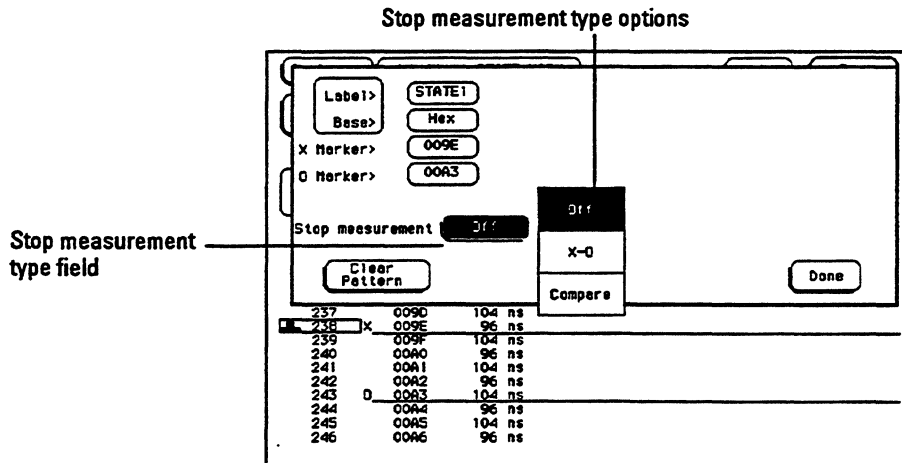 Stop measurement type options
Label> STATE1
Base> Hex
X Marker> 009E
O Marker> 00A3
Off
Stop measurement Off
Stop measurement
type field
X-O
Clear
Pattern
Done
Compare
237 009D 104 ns
238 X 009E 96 ns
239 009F 104 ns
240 00A0 96 ns
241 00A1 104 ns
242 00A2 96 ns
243 O 00A3 104 ns
244 00A4 96 ns
245 00A5 104 ns
246 00A6 96 ns